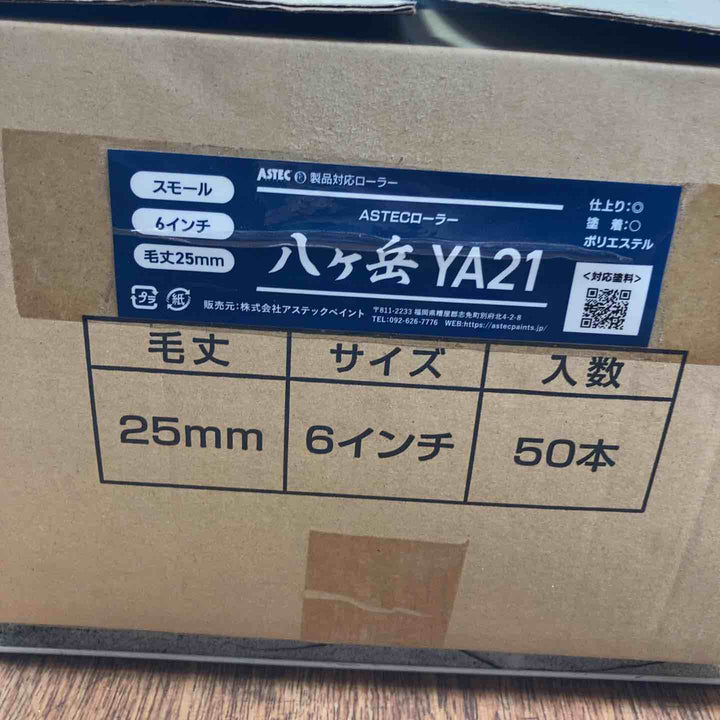 スモール
6インチ
毛丈25mm
プラ
紙
ASTEC 製品対応ローラー
ASTECローラー
八ヶ岳 YA21
仕上り:◎
塗 着:○
ポリエステル
<対応塗料>
販売元:株式会社アステックペイント
〒811-2233 福岡県糟屋郡志免町別府北4-2-8
TEL:092-626-7776 WEB:https://astecpaints.jp/
毛丈 サイズ 入数
25mm 6インチ 50本